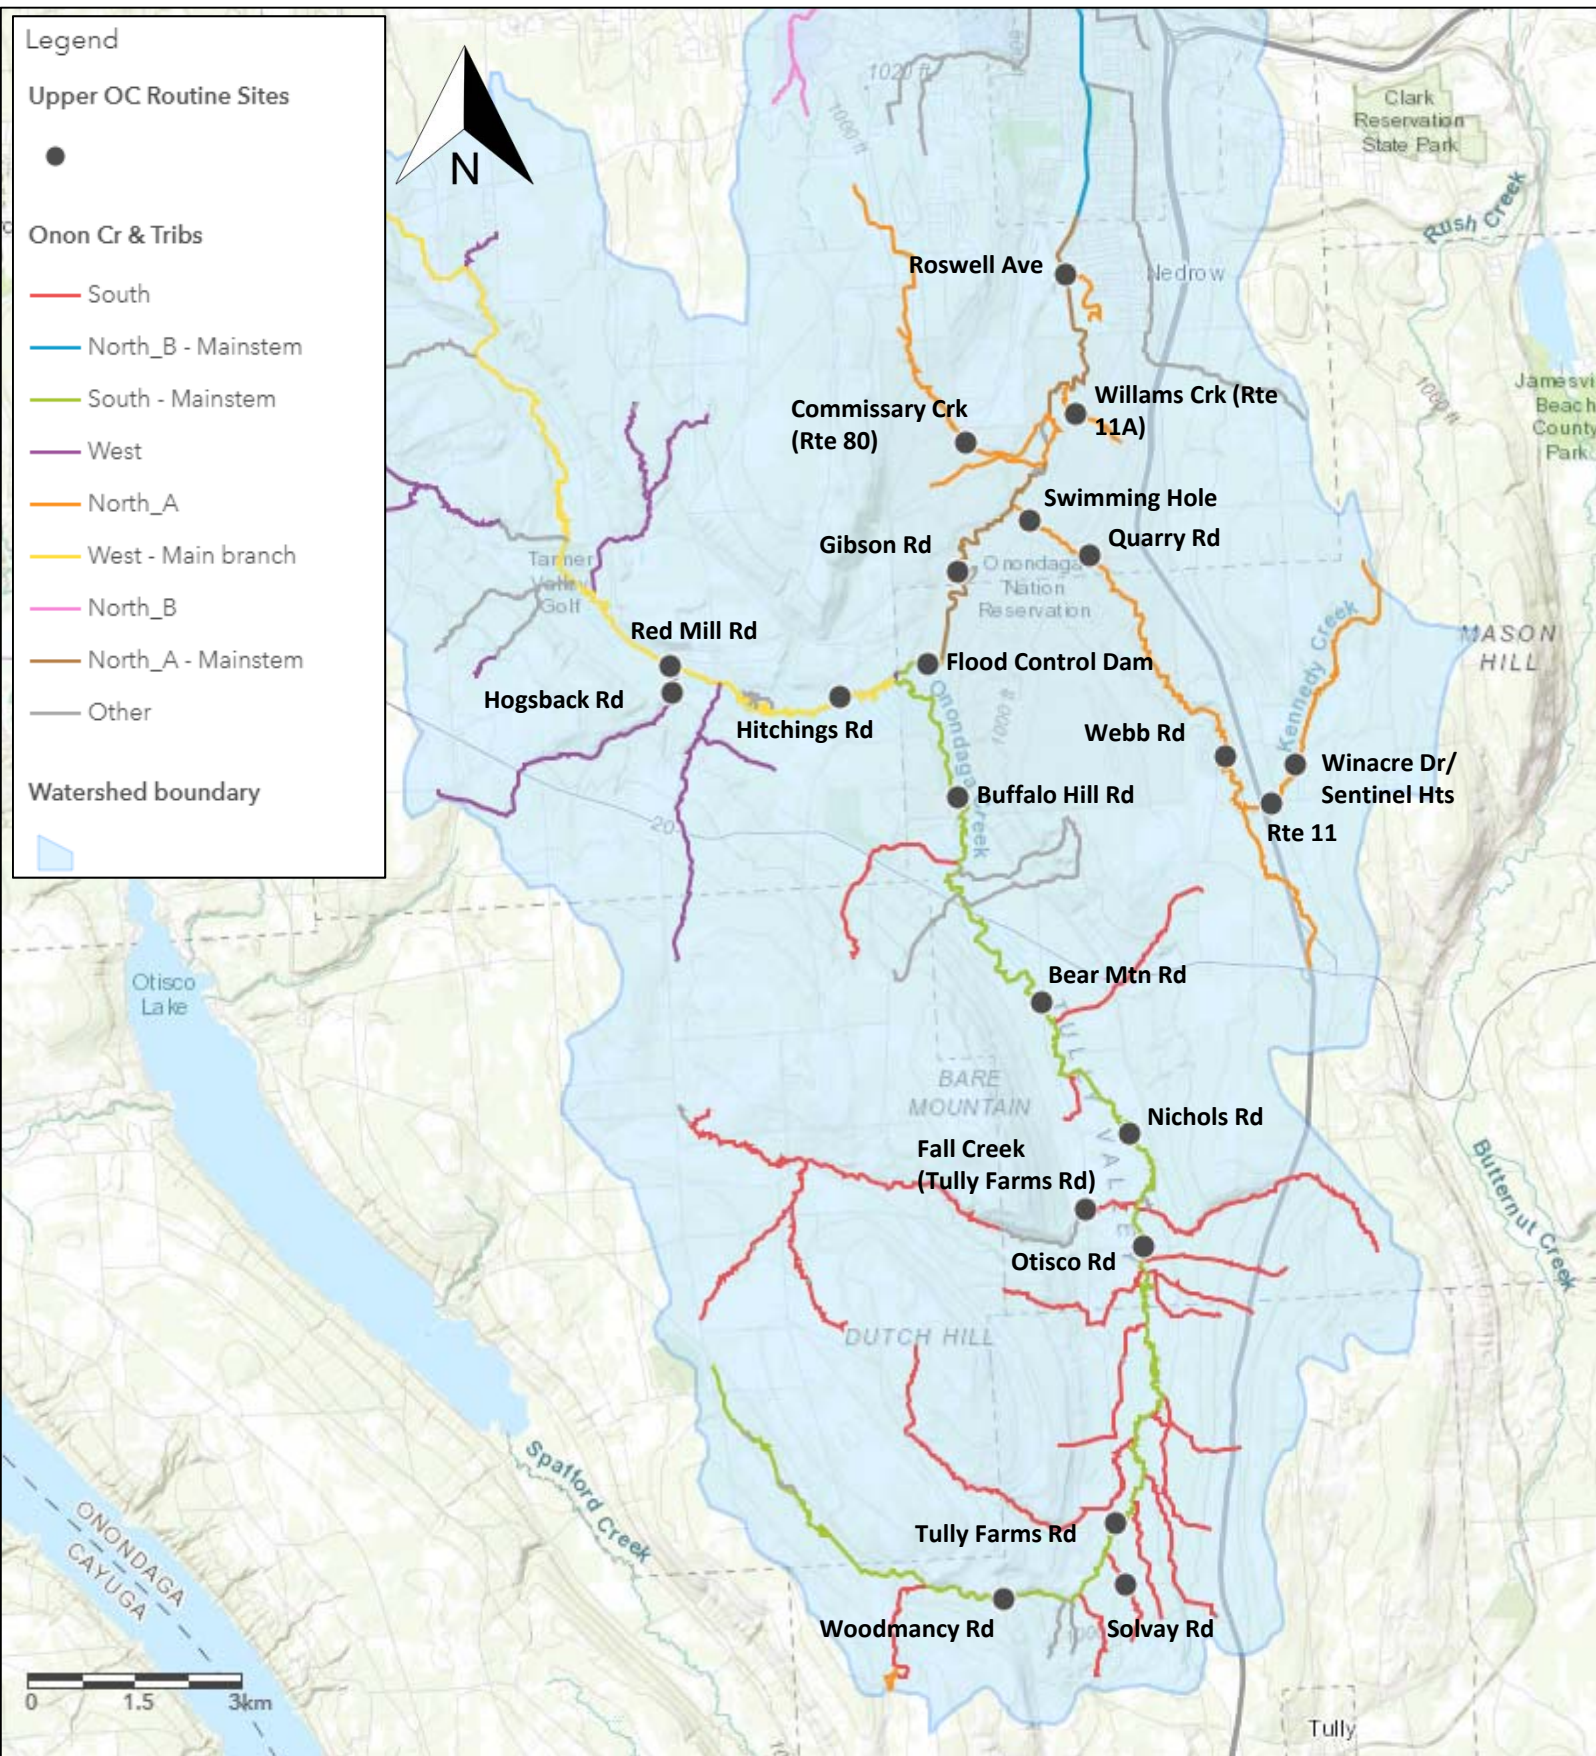 Legend
Upper OC Routine Sites
Onon Cr & Tribs
South
North_B - Mainstem
South - Mainstem
West
North_A
West - Main branch
North_B
North_A - Mainstem
Other
Watershed boundary
N
1020 ft
1000 ft
Clark
Reservation
State Park
Rush Creek
Roswell Ave
Nedrow
1000 ft
Jamesvi
Beach
County
Park
Willams Crk (Rte
11A)
Commissary Crk
(Rte 80)
Swimming Hole
Quarry Rd
Gibson Rd
Onondaga
Nation
Reservation
Tanner
Valley
Golf
Red Mill Rd
Kennedy Creek
MASON
HILL
Flood Control Dam
Hogsback Rd
Hitchings Rd
Onondaga Creek
1000 ft
Webb Rd
Winacre Dr/
Sentinel Hts
Buffalo Hill Rd
20
Rte 11
Otisco
Lake
Bear Mtn Rd
TULLY VALLEY
BARE
MOUNTAIN
Nichols Rd
Fall Creek
(Tully Farms Rd)
Butternut Creek
Otisco Rd
DUTCH HILL
Spafford Creek
ONONDAGA
CAYUGA
Tully Farms Rd
Woodmancy Rd
Solvay Rd
0 1.5 3km
Tully